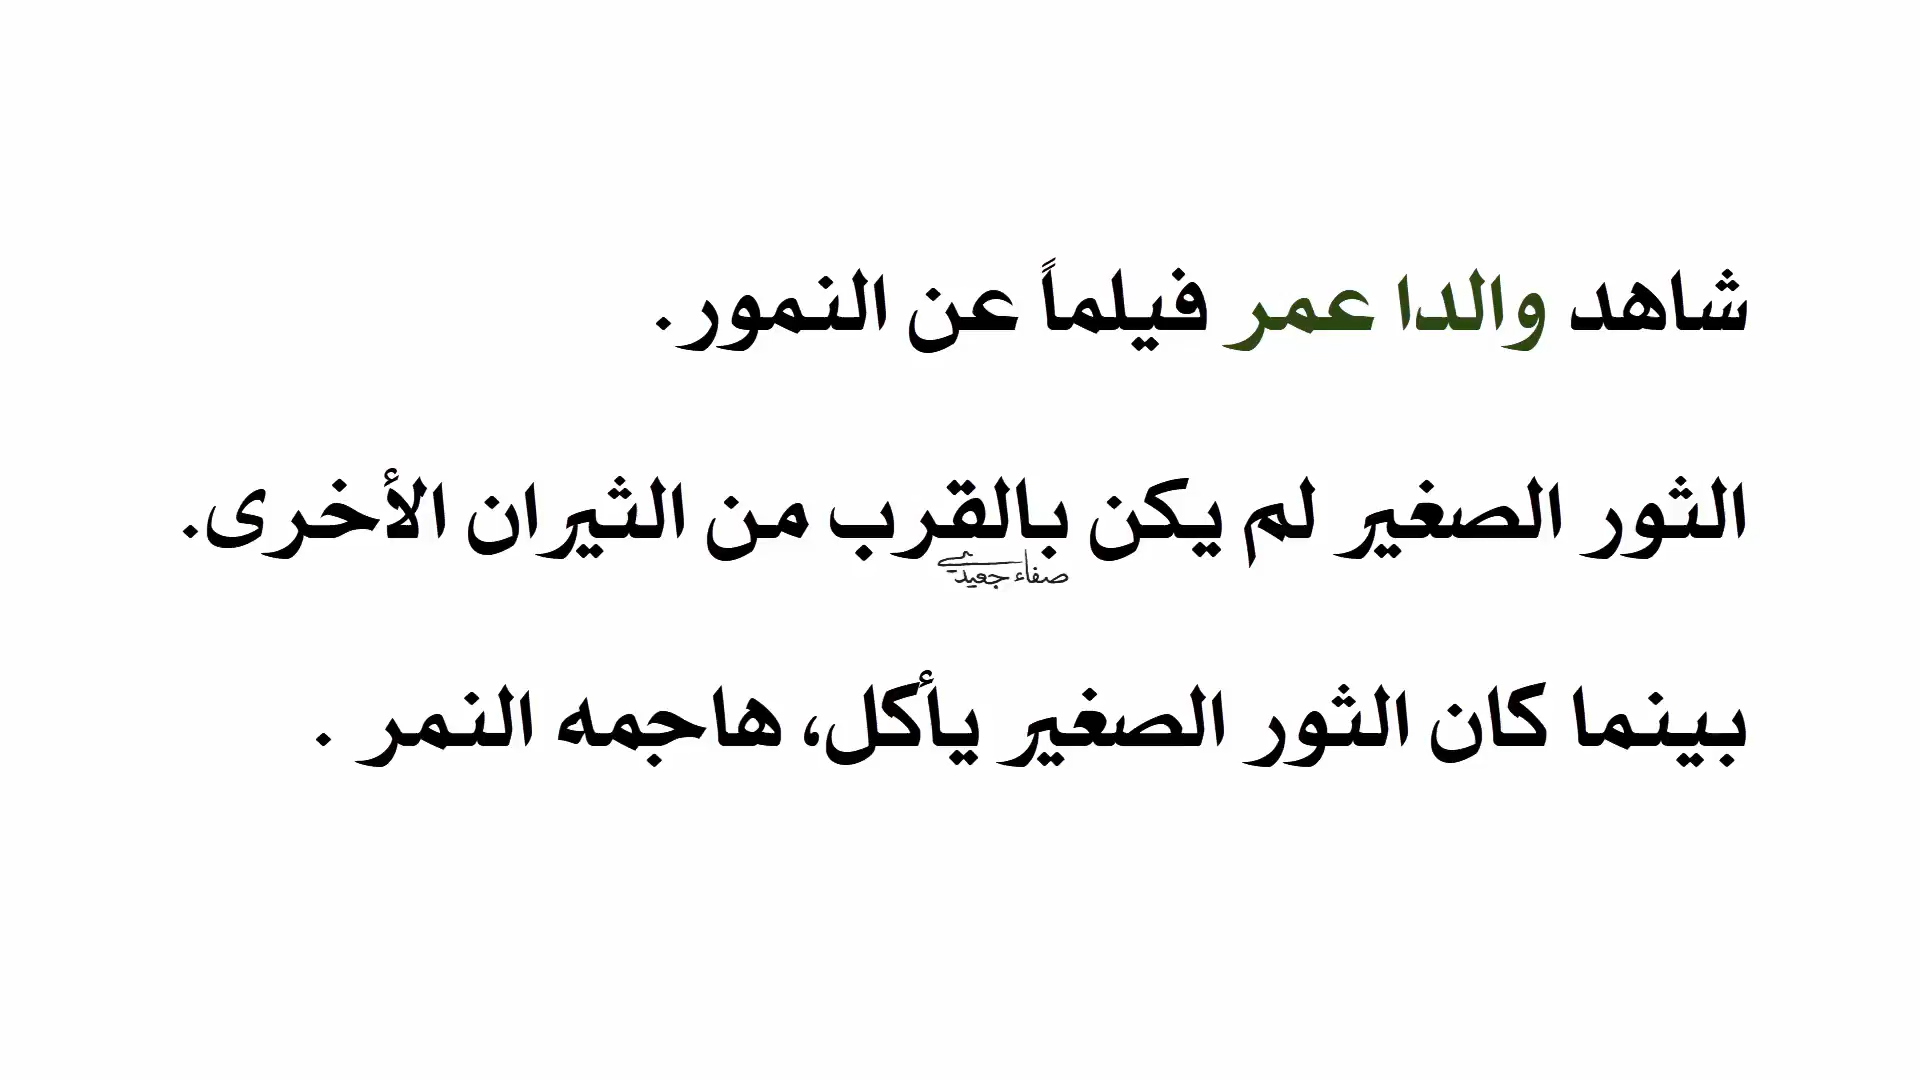 شاهد والدا عمر فيلماً عن النمور.
الثور الصغير لم يكن بالقرب من الثيران الأخرى.
صفاء جعيدي
بينما كان الثور الصغير يأكل، هاجمه النمر .